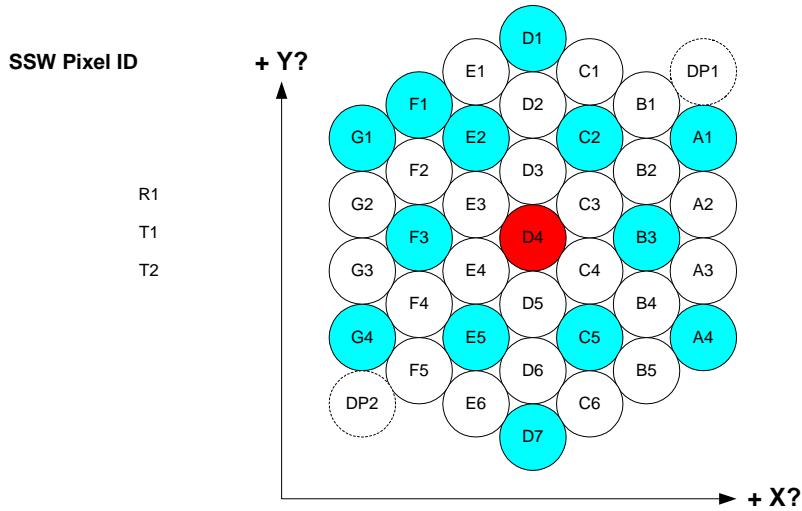 SSW Pixel ID
+ Y?
D1
E1
C1
DP1
F1
D2
B1
G1
E2
C2
A1
F2
D3
B2
R1
G2
E3
C3
A2
T1
F3
D4
B3
T2
G3
E4
C4
A3
F4
D5
B4
G4
E5
C5
A4
F5
D6
B5
DP2
E6
C6
D7
+ X?